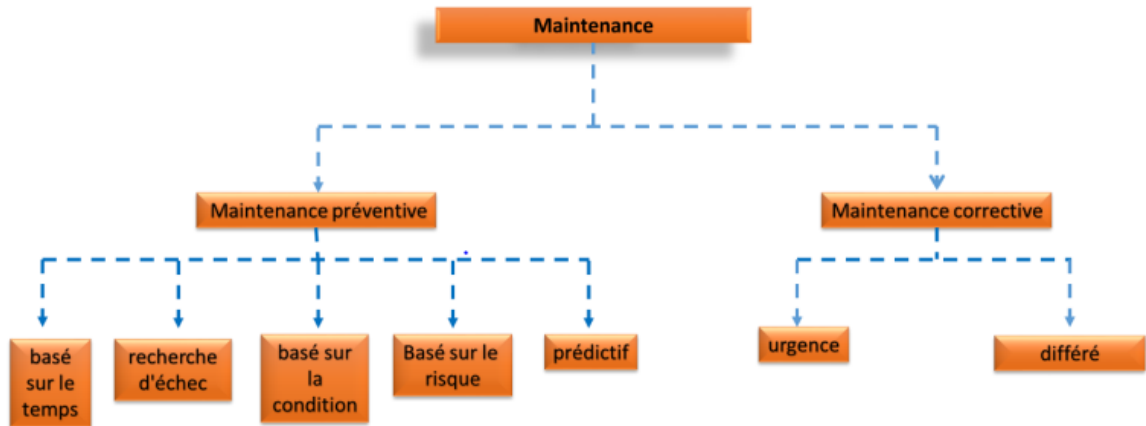 Maintenance
Maintenance préventive
Maintenance corrective
basé
sur le
temps
recherche
d'échec
basé sur
la
condition
Basé sur le
risque
prédictif
urgence
différé